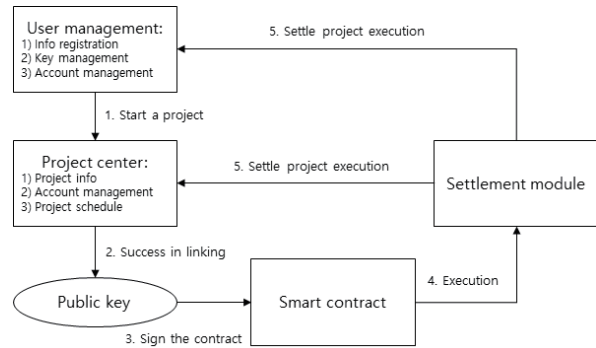 User management:
1) Info registration
2) Key management
3) Account management
5. Settle project execution
1. Start a project
Project center:
1) Project info
2) Account management
3) Project schedule
5. Settle project execution
Settlement module
2. Success in linking
4. Execution
Public key
Smart contract
3. Sign the contract